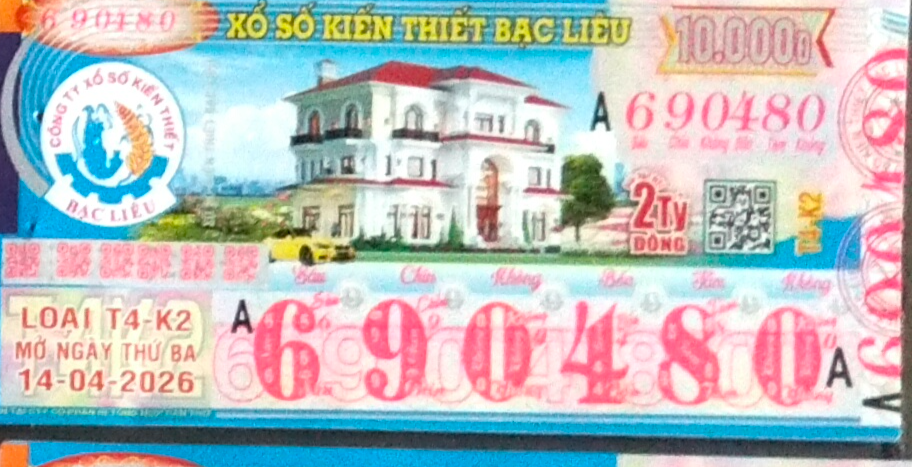 690480
XỔ SỐ KIẾN THIẾT BẠC LIÊU
10.000đ
CÔNG TY XỔ SỐ KIẾN THIẾT
BẠC LIÊU
A 690480
Sáu Chín Không Bốn Tám Không
2 Tỷ
ĐỒNG
T4-K2
690480
A
Sáu Chín Không Bốn Tám Không
LOẠI T4-K2
MỞ NGÀY THỨ BA
14-04-2026
A 690480 A